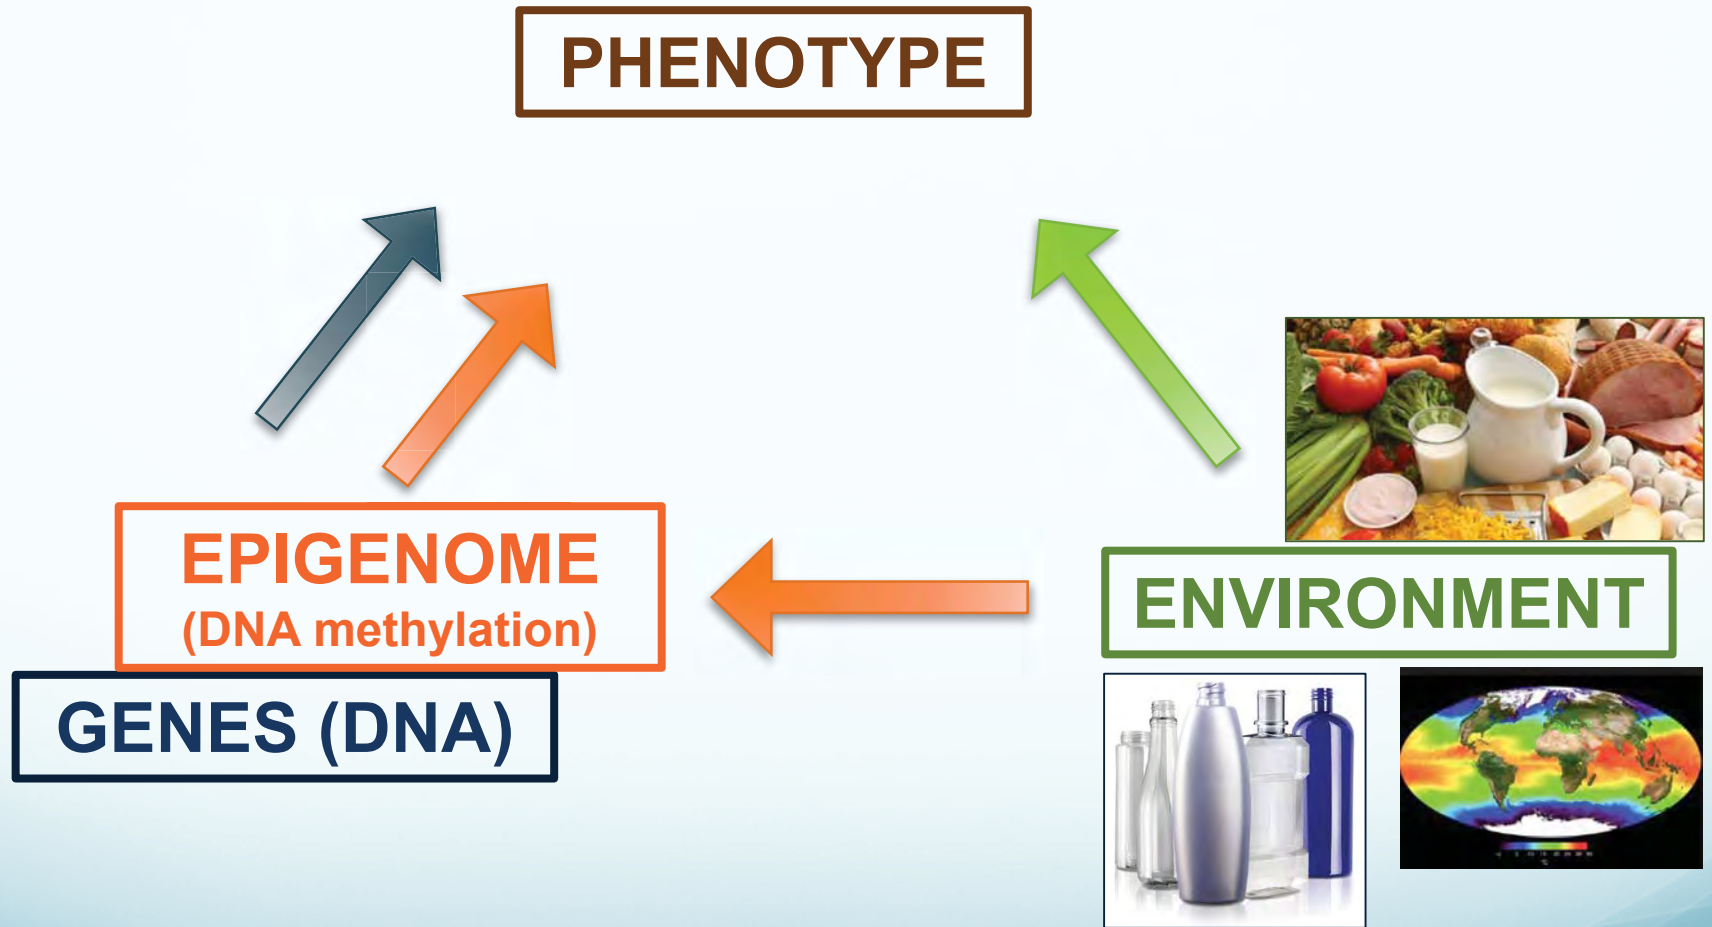 PHENOTYPE
EPIGENOME
(DNA methylation)
ENVIRONMENT
GENES (DNA)